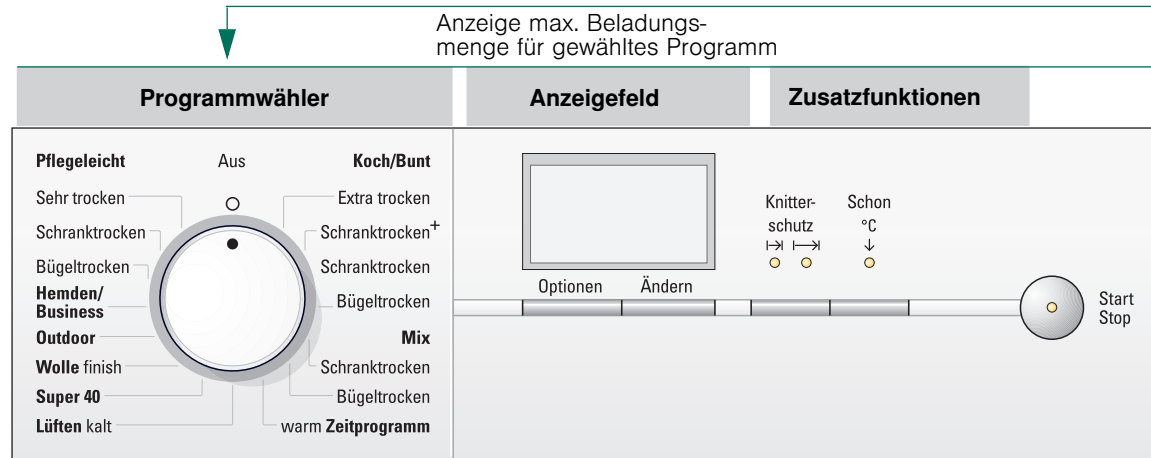 Anzeige max. Beladungs-
menge für gewähltes Programm
Programmwähler
Anzeigefeld
Zusatzfunktionen
Pflegeleicht
Aus
Koch/Bunt
Sehr trocken
Extra trocken
Schranktrocken
Schranktrocken+
Bügeltrocken
Schranktrocken
Hemden/
Business
Bügeltrocken
Outdoor
Mix
Wolle finish
Schranktrocken
Super 40
Bügeltrocken
Lüften kalt
warm Zeitprogramm
Optionen
Ändern
Knitter-
schutz
Schon
°C
Start
Stop